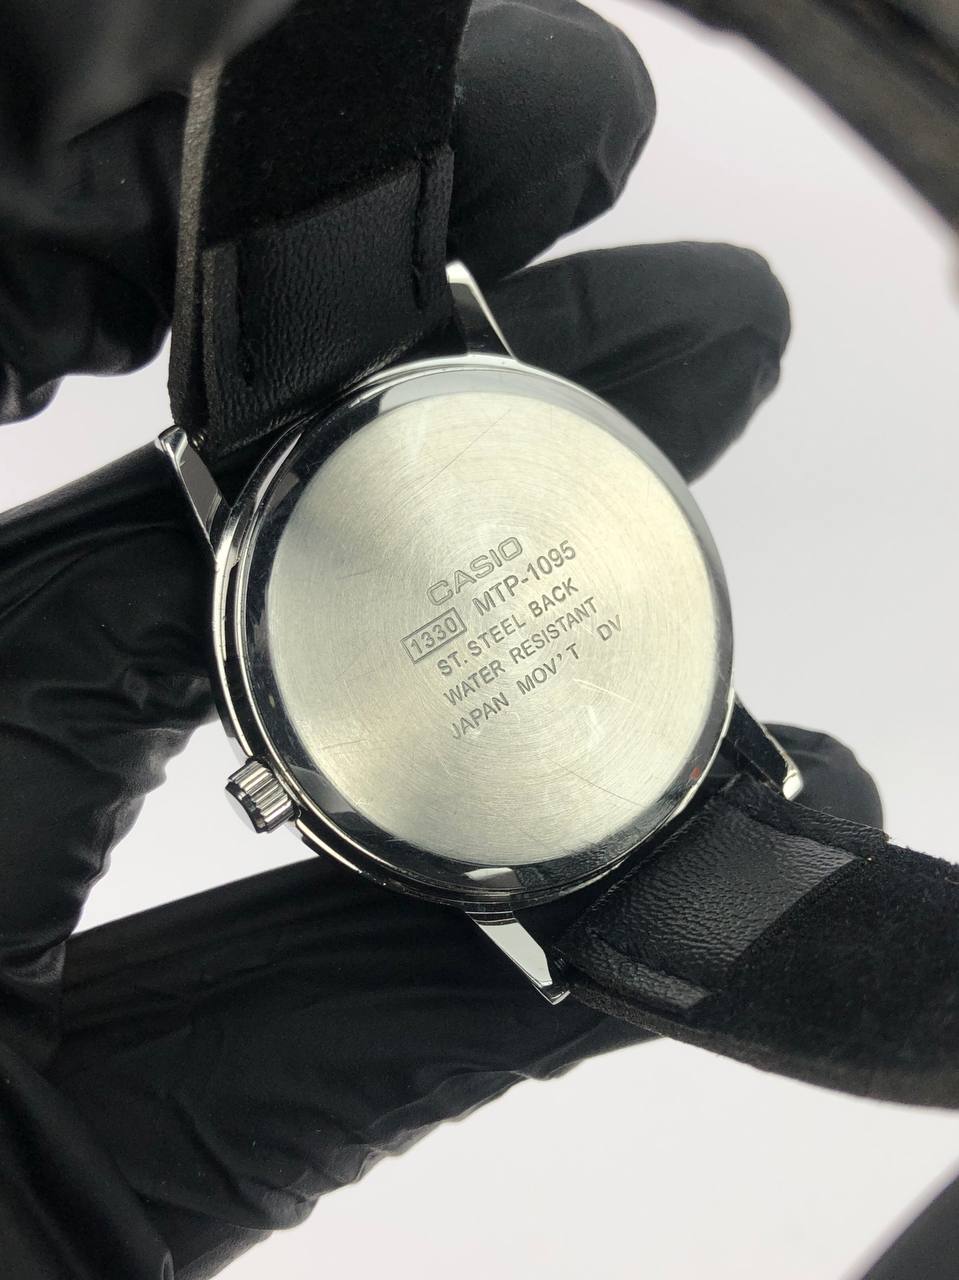 CASIO
1330 MTP-1095
ST. STEEL BACK
WATER RESISTANT
JAPAN MOV'T DV